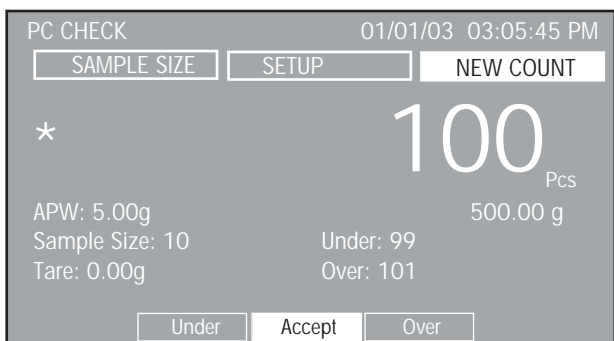 PC CHECK 01/01/03 03:05:45 PM
SAMPLE SIZE SETUP NEW COUNT
* 100 Pcs
APW: 5.00g 500.00 g
Sample Size: 10 Under: 99
Tare: 0.00g Over: 101
Under Accept Over